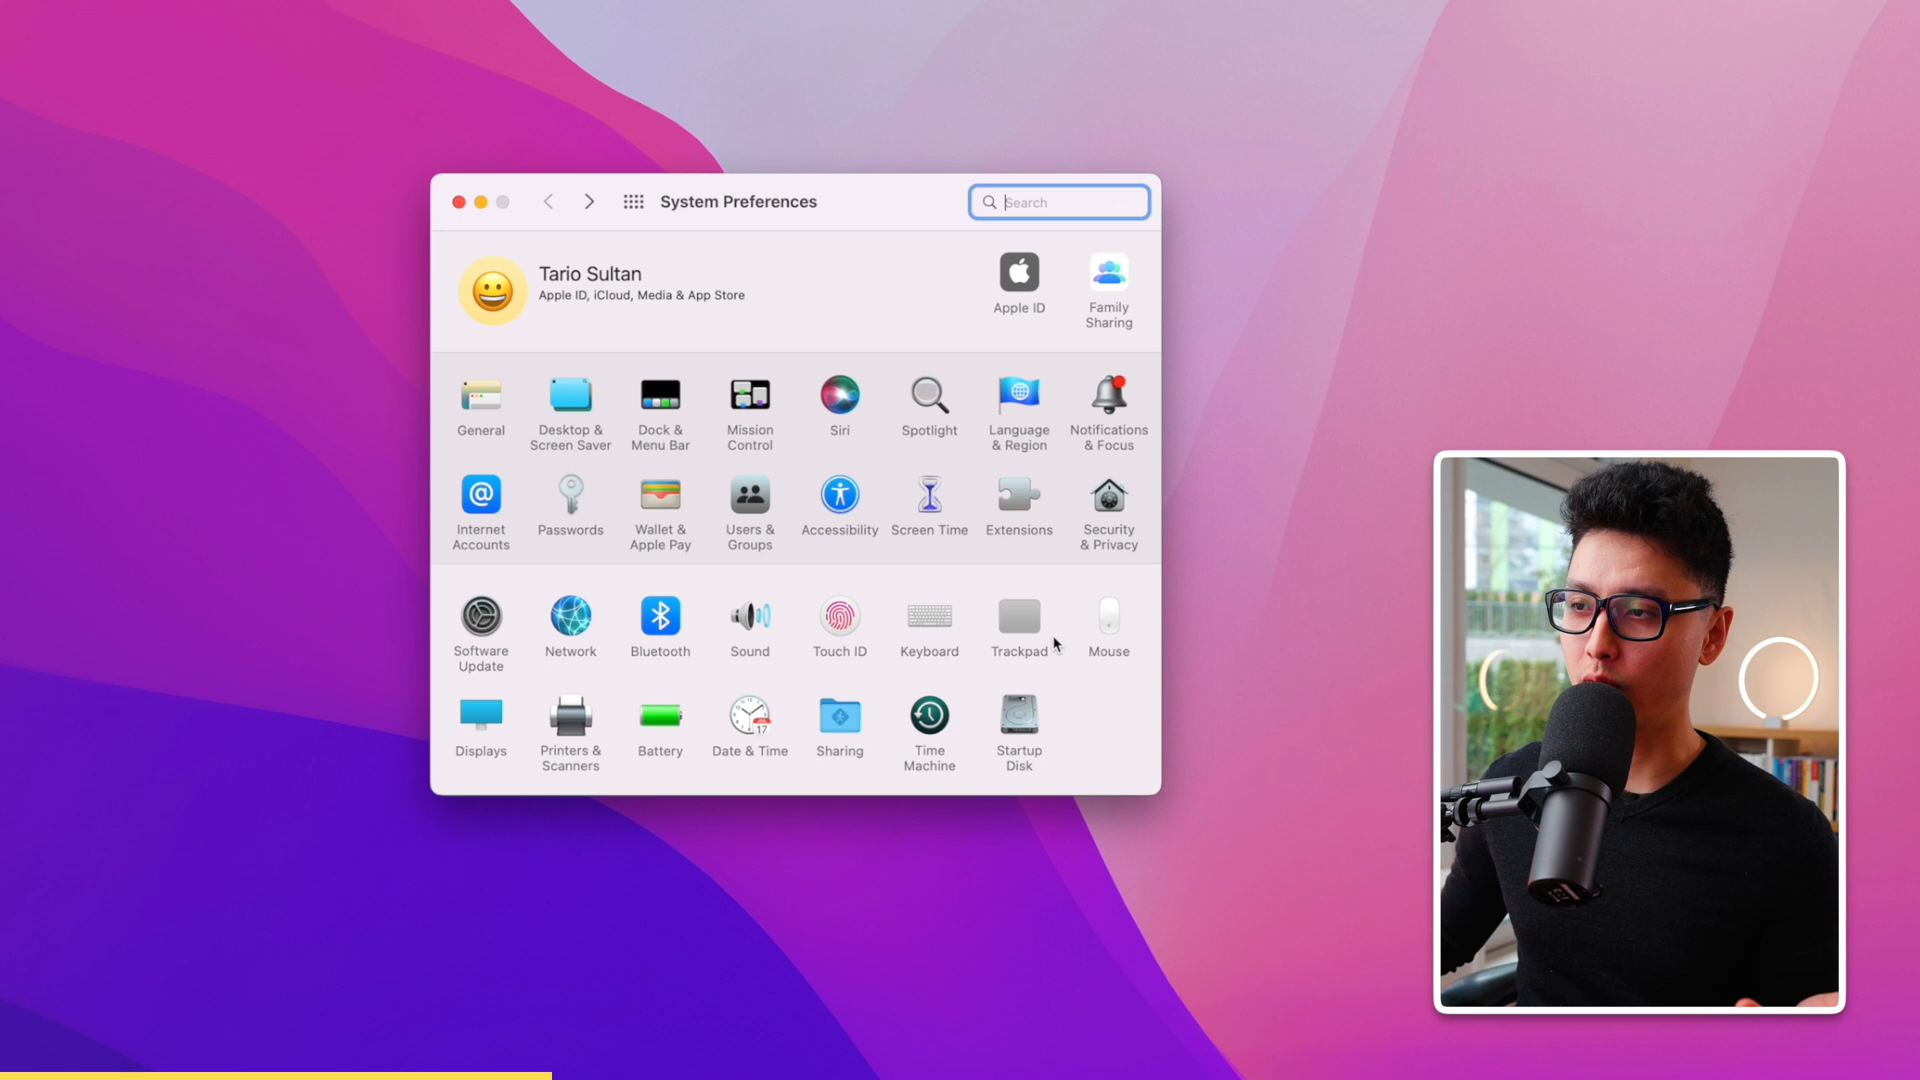 System Preferences
Search
Tario Sultan
Apple ID, iCloud, Media & App Store
Apple ID
Family
Sharing
General
Desktop &
Screen Saver
Dock &
Menu Bar
Mission
Control
Siri
Spotlight
Language
& Region
Notifications
& Focus
Internet
Accounts
Passwords
Wallet &
Apple Pay
Users &
Groups
Accessibility
Screen Time
Extensions
Security
& Privacy
Software
Update
Network
Bluetooth
Sound
Touch ID
Keyboard
Trackpad
Mouse
Displays
Printers &
Scanners
Battery
17
Date & Time
Sharing
Time
Machine
Startup
Disk